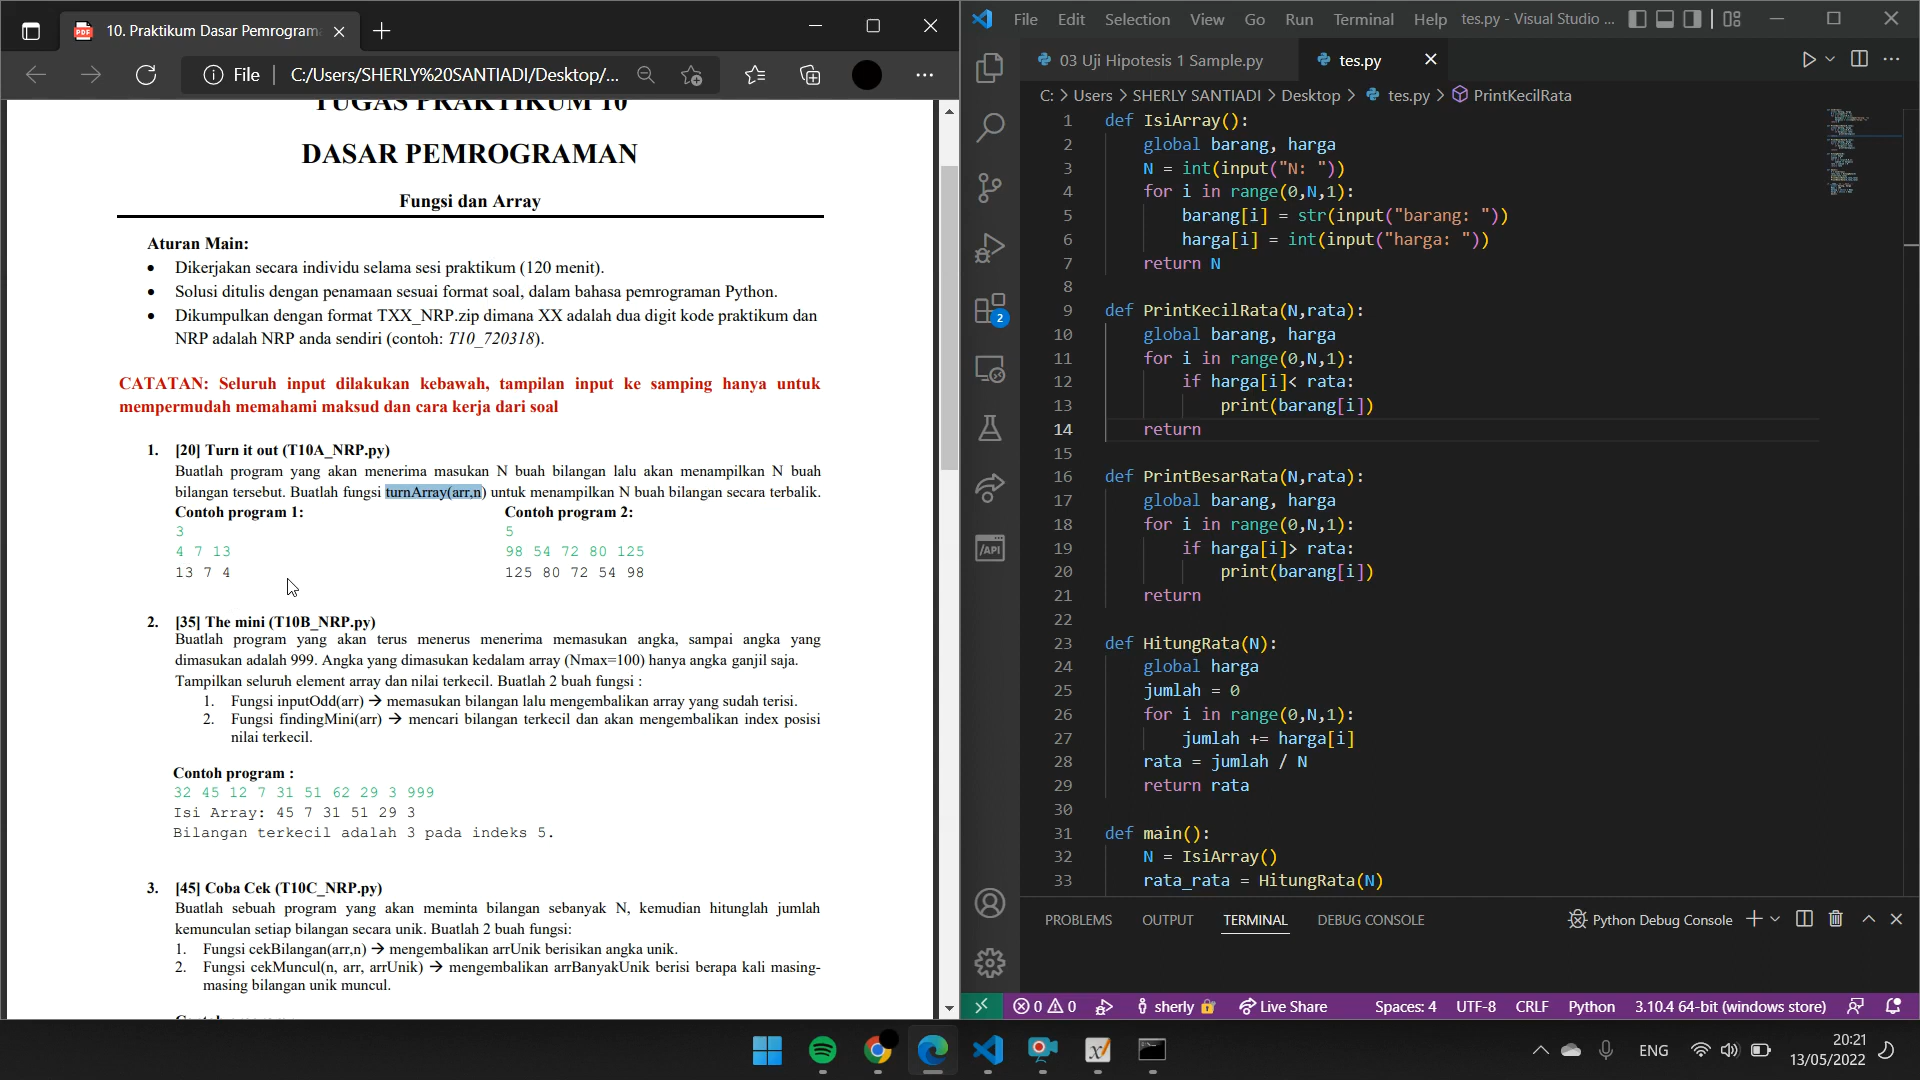 10. Praktikum Dasar Pemrogram
File
C:/Users/SHERLY%20SANTIADI/Desktop/...
TUGAS PRAKTIKUM 10
DASAR PEMROGRAMAN
Fungsi dan Array
Aturan Main:
• Dikerjakan secara individu selama sesi praktikum (120 menit).
• Solusi ditulis dengan penamaan sesuai format soal, dalam bahasa pemrograman Python.
• Dikumpulkan dengan format TXX_NRP.zip dimana XX adalah dua digit kode praktikum dan
NRP adalah NRP anda sendiri (contoh: T10_720318).
CATATAN: Seluruh input dilakukan kebawah, tampilan input ke samping hanya untuk
mempermudah memahami maksud dan cara kerja dari soal
1. [20] Turn it out (T10A_NRP.py)
Buatlah program yang akan menerima masukan N buah bilangan lalu akan menampilkan N buah
bilangan tersebut. Buatlah fungsi turnArray(arr,n) untuk menampilkan N buah bilangan secara terbalik.
Contoh program 1:
3
4 7 13
13 7 4
Contoh program 2:
5
98 54 72 80 125
125 80 72 54 98
2. [35] The mini (T10B_NRP.py)
Buatlah program yang akan terus menerus menerima memasukan angka, sampai angka yang
dimasukan adalah 999. Angka yang dimasukan kedalam array (Nmax=100) hanya angka ganjil saja.
Tampilkan seluruh element array dan nilai terkecil. Buatlah 2 buah fungsi :
1. Fungsi inputOdd(arr) → memasukan bilangan lalu mengembalikan array yang sudah terisi.
2. Fungsi findingMini(arr) → mencari bilangan terkecil dan akan mengembalikan index posisi
nilai terkecil.
Contoh program :
32 45 12 7 31 51 62 29 3 999
Isi Array: 45 7 31 51 29 3
Bilangan terkecil adalah 3 pada indeks 5.
3. [45] Coba Cek (T10C_NRP.py)
Buatlah sebuah program yang akan meminta bilangan sebanyak N, kemudian hitunglah jumlah
kemunculan setiap bilangan secara unik. Buatlah 2 buah fungsi:
1. Fungsi cekBilangan(arr,n) → mengembalikan arrUnik berisikan angka unik.
2. Fungsi cekMuncul(n, arr, arrUnik) → mengembalikan arrBanyakUnik berisi berapa kali masing-
masing bilangan unik muncul.
File Edit Selection View Go Run Terminal Help tes.py - Visual Studio ...
03 Uji Hipotesis 1 Sample.py
tes.py
C: > Users > SHERLY SANTIADI > Desktop > tes.py > PrintKecilRata
1 def IsiArray():
2 global barang, harga
3 N = int(input("N: "))
4 for i in range(0,N,1):
5 barang[i] = str(input("barang: "))
6 harga[i] = int(input("harga: "))
7 return N
8
9 def PrintKecilRata(N,rata):
10 global barang, harga
11 for i in range(0,N,1):
12 if harga[i]< rata:
13 print(barang[i])
14 return
15
16 def PrintBesarRata(N,rata):
17 global barang, harga
18 for i in range(0,N,1):
19 if harga[i]> rata:
20 print(barang[i])
21 return
22
23 def HitungRata(N):
24 global harga
25 jumlah = 0
26 for i in range(0,N,1):
27 jumlah += harga[i]
28 rata = jumlah / N
29 return rata
30
31 def main():
32 N = IsiArray()
33 rata_rata = HitungRata(N)
2
API
PROBLEMS OUTPUT TERMINAL DEBUG CONSOLE
Python Debug Console
0 0 sherly Live Share Spaces: 4 UTF-8 CRLF Python 3.10.4 64-bit (windows store)
ENG
20:21
13/05/2022